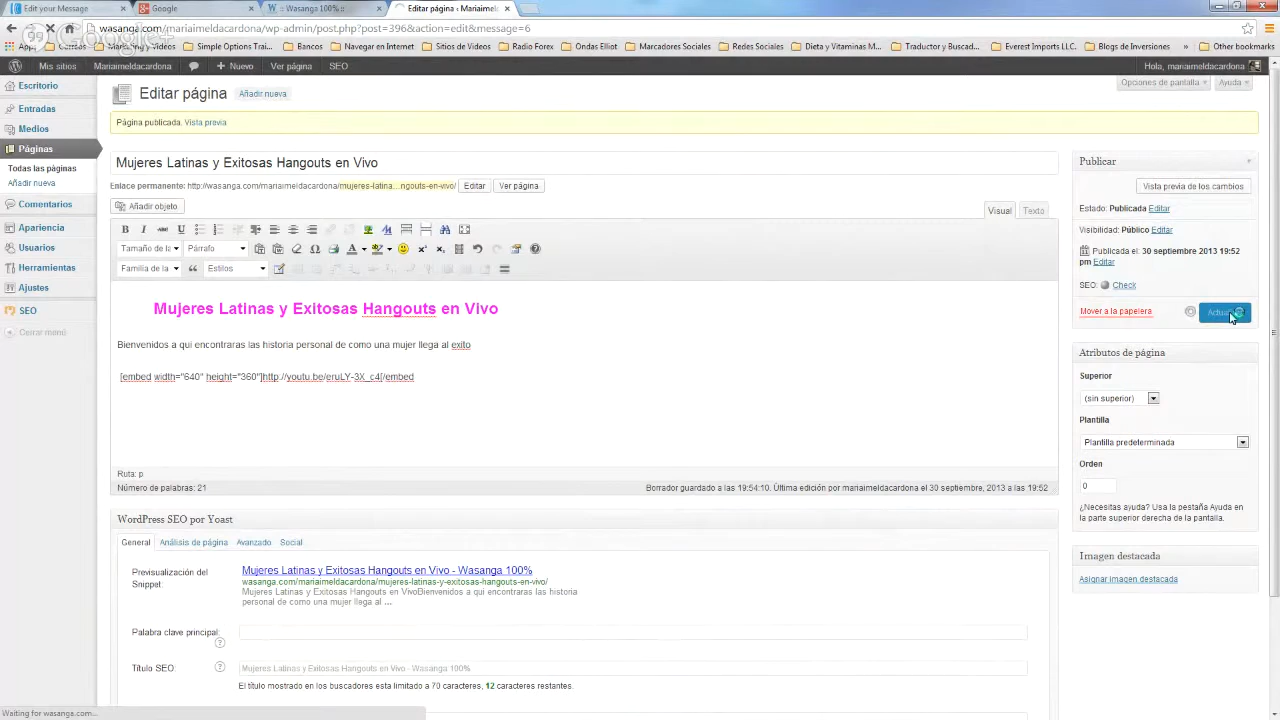 Edit your Message
Google
:: Wasanga 100% ::
Editar página ‹ Mariaimel
wasanga.com/mariaimeldacardona/wp-admin/post.php?post=396&action=edit&message=6
Google+
Apps
Cursos
Marketing y Videos
Simple Options Trai...
Bancos
Navegar en Internet
Sitios de Videos
Radio Forex
Ondas Elliot
Marcadores Sociales
Redes Sociales
Dieta y Vitaminas M...
Traductor y Buscad...
Everest Imports LLC.
Blogs de Inversiones
»
Other bookmarks
Mis sitios
Mariaimeldacardona
Nuevo
Ver página
SEO
Hola, mariaimeldacardona
Escritorio
Entradas
Medios
Páginas
Todas las páginas
Añadir nueva
Comentarios
Apariencia
Usuarios
Herramientas
Ajustes
SEO
Cerrar menú
Editar página
Añadir nueva
Opciones de pantalla
Ayuda
Página publicada. Vista previa
Mujeres Latinas y Exitosas Hangouts en Vivo
Enlace permanente: http://wasanga.com/mariaimeldacardona/mujeres-latina...ngouts-en-vivo/ Editar Ver página
Añadir objeto
Visual Texto
B I ABC U
Tamaño de la
Párrafo
Familia de la
Estilos
Mujeres Latinas y Exitosas Hangouts en Vivo
Bienvenidos a qui encontraras las historia personal de como una mujer llega al exito
[embed width="640" height="360"]http://youtu.be/eruLY-3X_c4[/embed
Ruta: p
Número de palabras: 21
Borrador guardado a las 19:54:10. Última edición por mariaimeldacardona el 30 septiembre, 2013 a las 19:52
WordPress SEO por Yoast
General
Análisis de página
Avanzado
Social
Previsualización del
Snippet:
Mujeres Latinas y Exitosas Hangouts en Vivo - Wasanga 100%
wasanga.com/mariaimeldacardona/mujeres-latinas-y-exitosas-hangouts-en-vivo/
Mujeres Latinas y Exitosas Hangouts en VivoBienvenidos a qui encontraras las historia
personal de como una mujer llega al ...
Palabra clave principal:
Título SEO:
Mujeres Latinas y Exitosas Hangouts en Vivo - Wasanga 100%
El título mostrado en los buscadores esta limitado a 70 caracteres, 12 caracteres restantes.
Publicar
Vista previa de los cambios
Estado: Publicada Editar
Visibilidad: Público Editar
Publicada el: 30 septiembre 2013 19:52
pm Editar
SEO: Check
Mover a la papelera
Atributos de página
Superior
(sin superior)
Plantilla
Plantilla predeterminada
Orden
0
¿Necesitas ayuda? Usa la pestaña Ayuda en
la parte superior derecha de la pantalla.
Imagen destacada
Asignar imagen destacada
Waiting for wasanga.com...